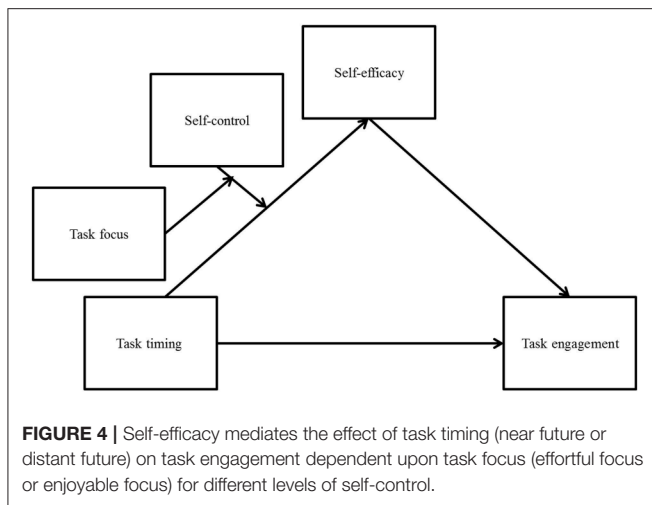 Self-efficacy
Self-control
Task focus
Task timing
Task engagement
FIGURE 4 | Self-efficacy mediates the effect of task timing (near future or
distant future) on task engagement dependent upon task focus (effortful focus
or enjoyable focus) for different levels of self-control.